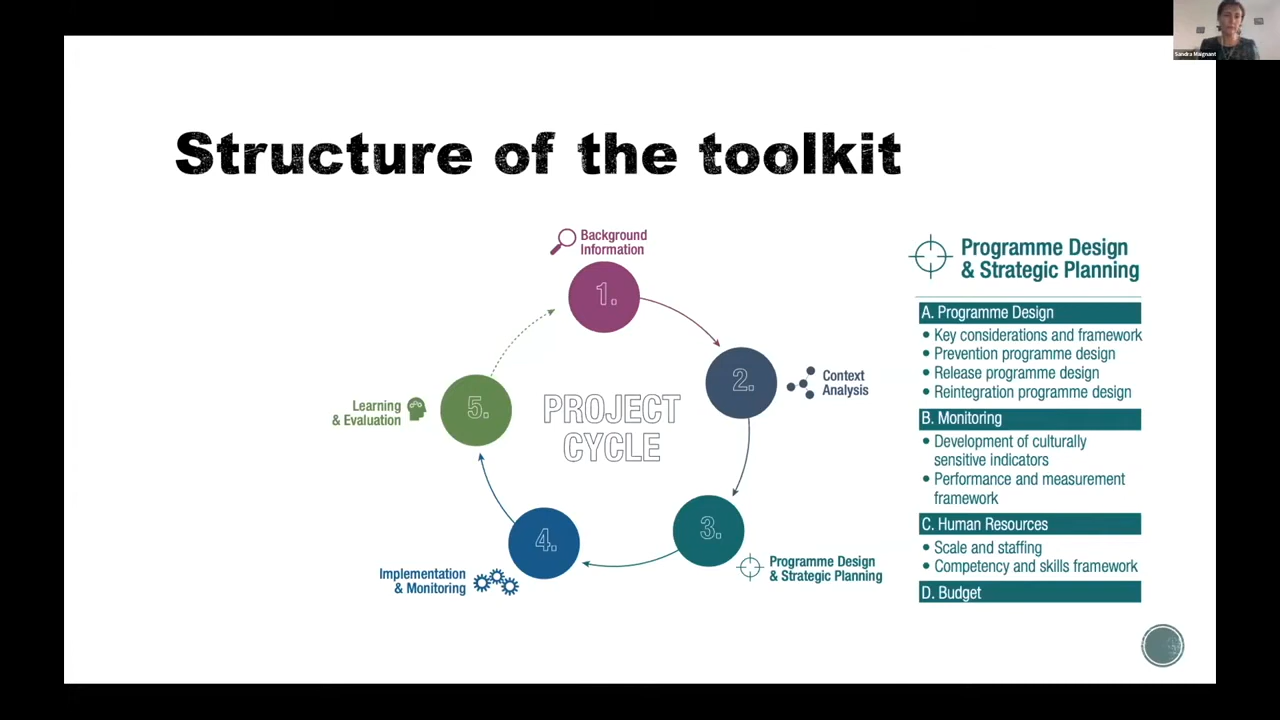 Sandra Maignant
Structure of the toolkit
Background
Information
1.
2.
Context
Analysis
5.
Learning
& Evaluation
PROJECT
CYCLE
3.
Programme Design
& Strategic Planning
4.
Implementation
& Monitoring
Programme Design
& Strategic Planning
A. Programme Design
• Key considerations and framework
• Prevention programme design
• Release programme design
• Reintegration programme design
B. Monitoring
• Development of culturally
sensitive indicators
• Performance and measurement
framework
C. Human Resources
• Scale and staffing
• Competency and skills framework
D. Budget